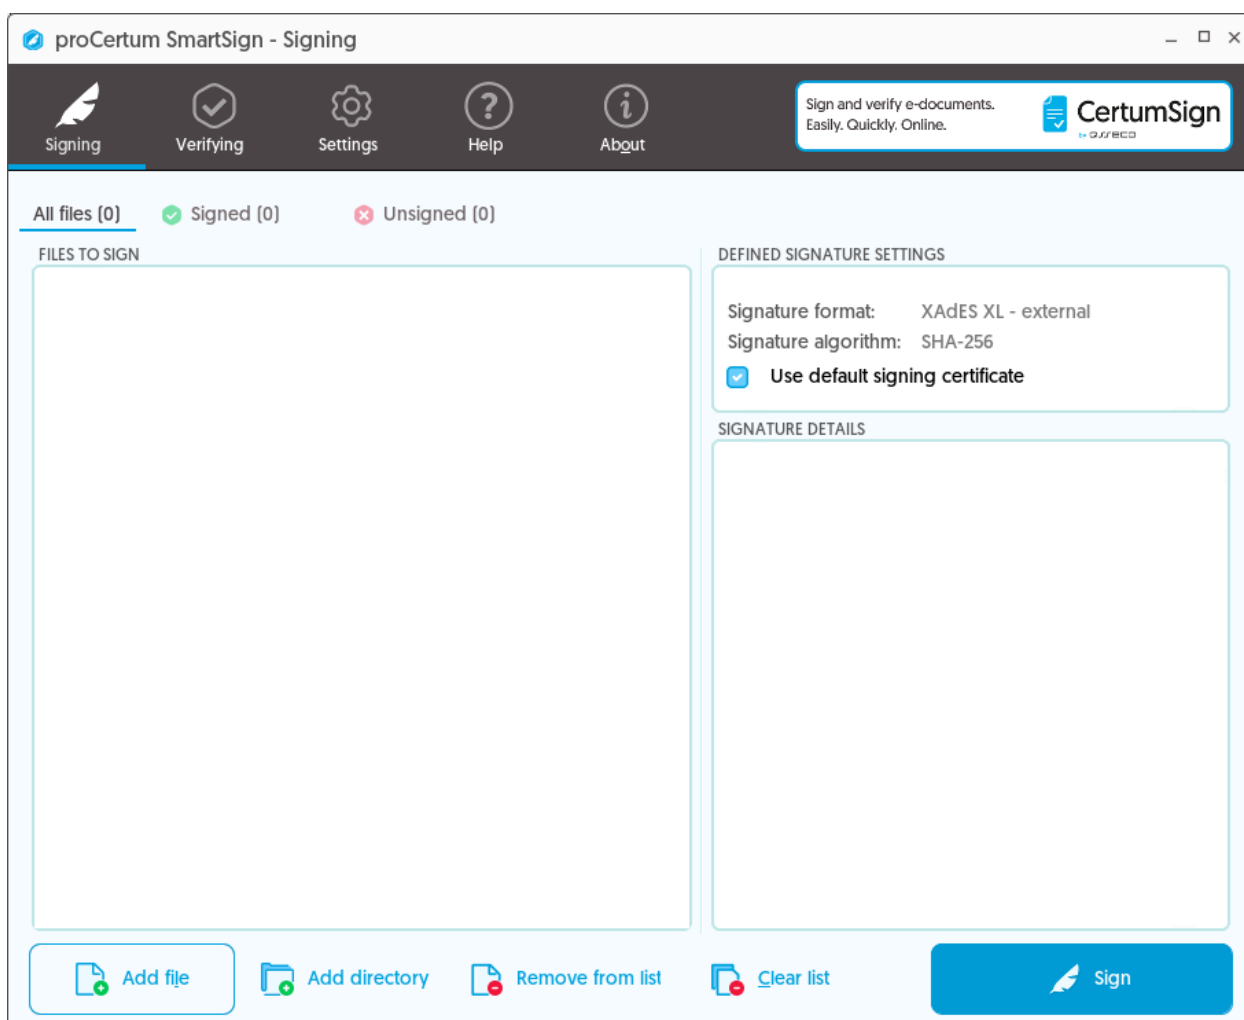 proCertum SmartSign - Signing
Signing
Verifying
Settings
Help
About
Sign and verify e-documents.
Easily. Quickly. Online.
CertumSign
by asseco
All files (0)
Signed (0)
Unsigned (0)
FILES TO SIGN
DEFINED SIGNATURE SETTINGS
Signature format: XAdES XL - external
Signature algorithm: SHA-256
Use default signing certificate
SIGNATURE DETAILS
Add file
Add directory
Remove from list
Clear list
Sign